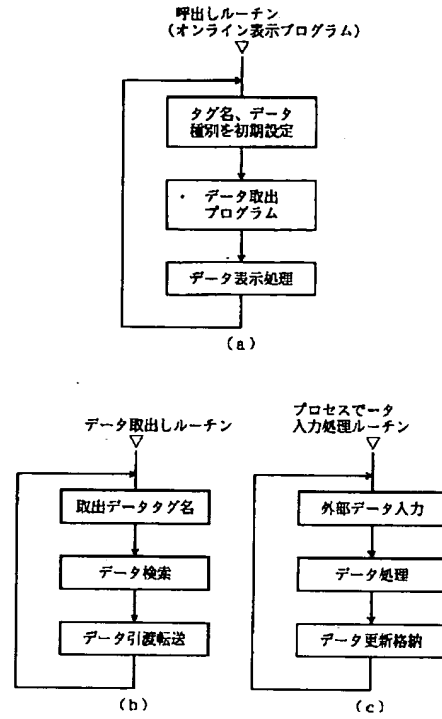 呼出しルーチン
(オンライン表示プログラム)
タグ名、データ
種別を初期設定
データ取出
プログラム
データ表示処理
(a)
データ取出しルーチン
取出データタグ名
データ検索
データ引渡転送
(b)
プロセスでータ
入力処理ルーチン
外部データ入力
データ処理
データ更新格納
(c)